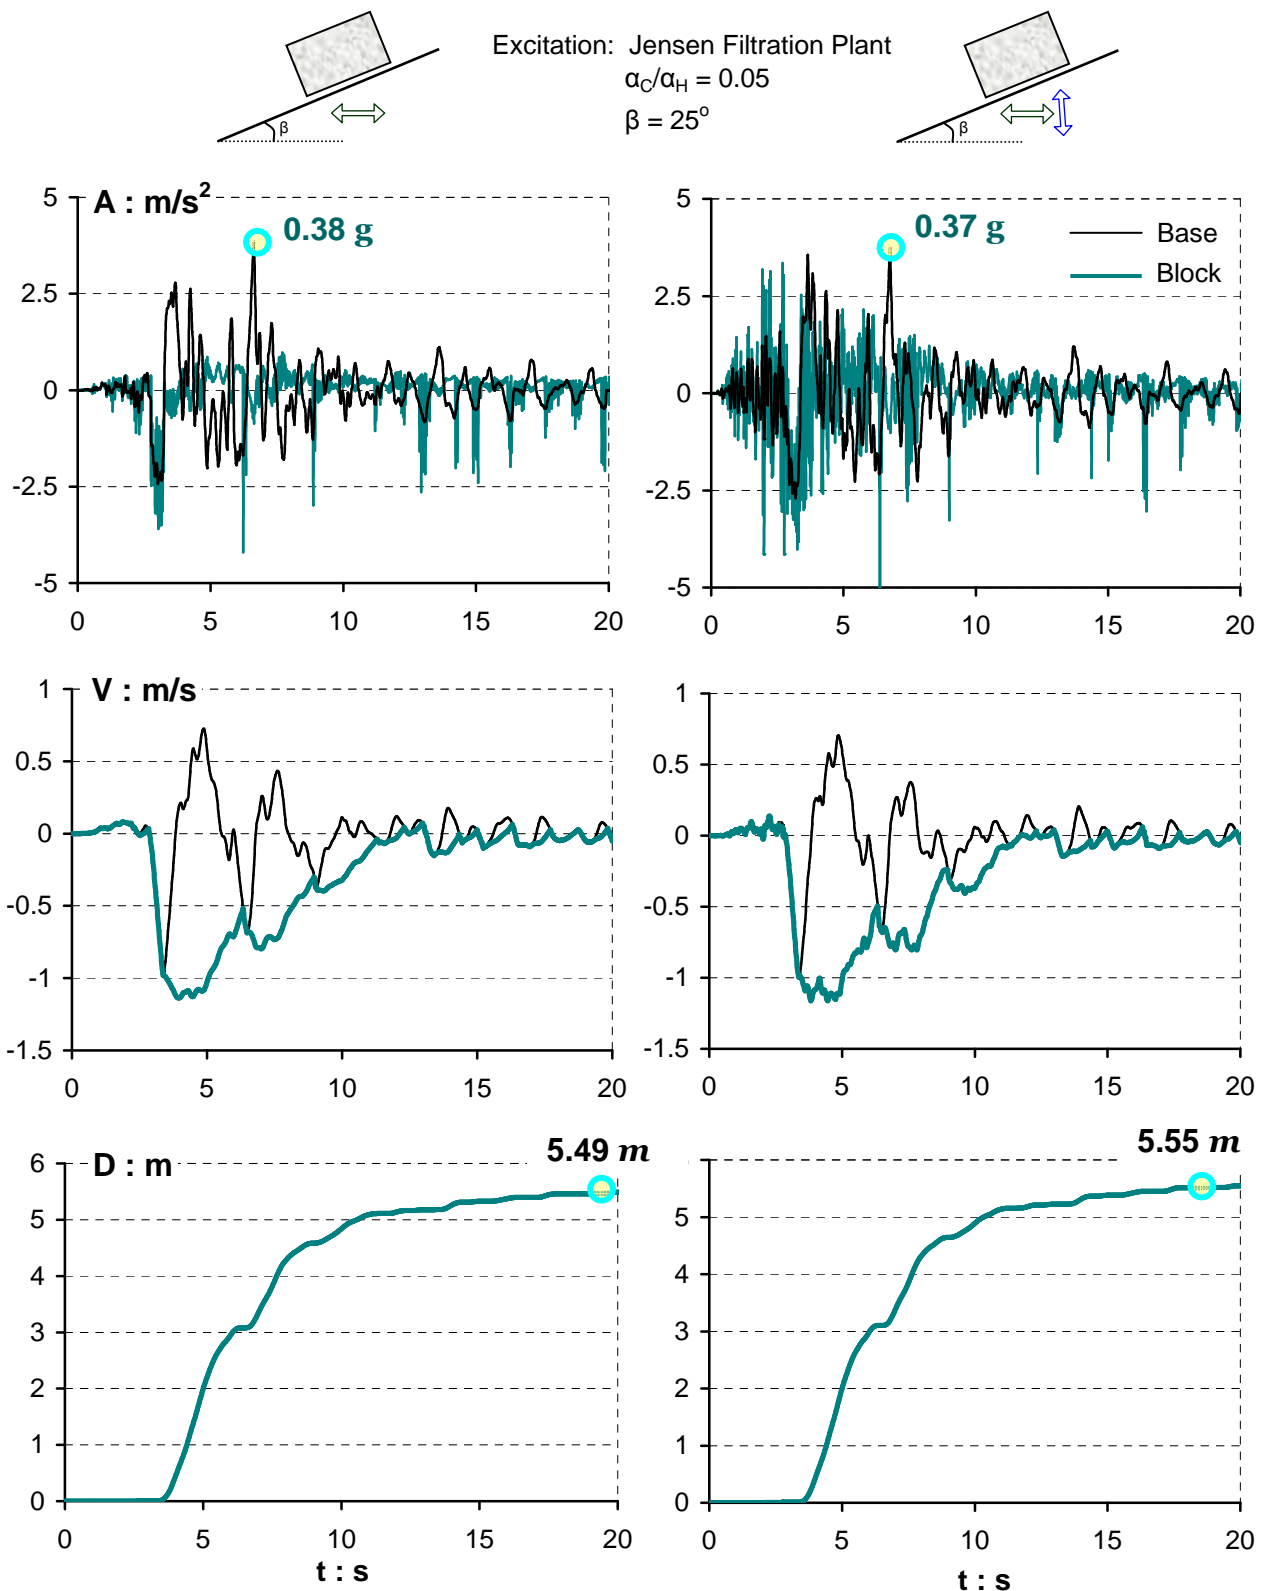 Excitation: Jensen Filtration Plant
αC/αH = 0.05
β = 25°
β
β
A : m/s²
0.38 g
5
2.5
0
-2.5
-5
0 5 10 15 20
0.37 g
Base
Block
5
2.5
0
-2.5
-5
0 5 10 15 20
V : m/s
1
0.5
0
-0.5
-1
-1.5
0 5 10 15 20
1
0.5
0
-0.5
-1
-1.5
0 5 10 15 20
D : m
5.49 m
6
5
4
3
2
1
0
0 5 10 15 20
t : s
5.55 m
5
4
3
2
1
0
0 5 10 15 20
t : s